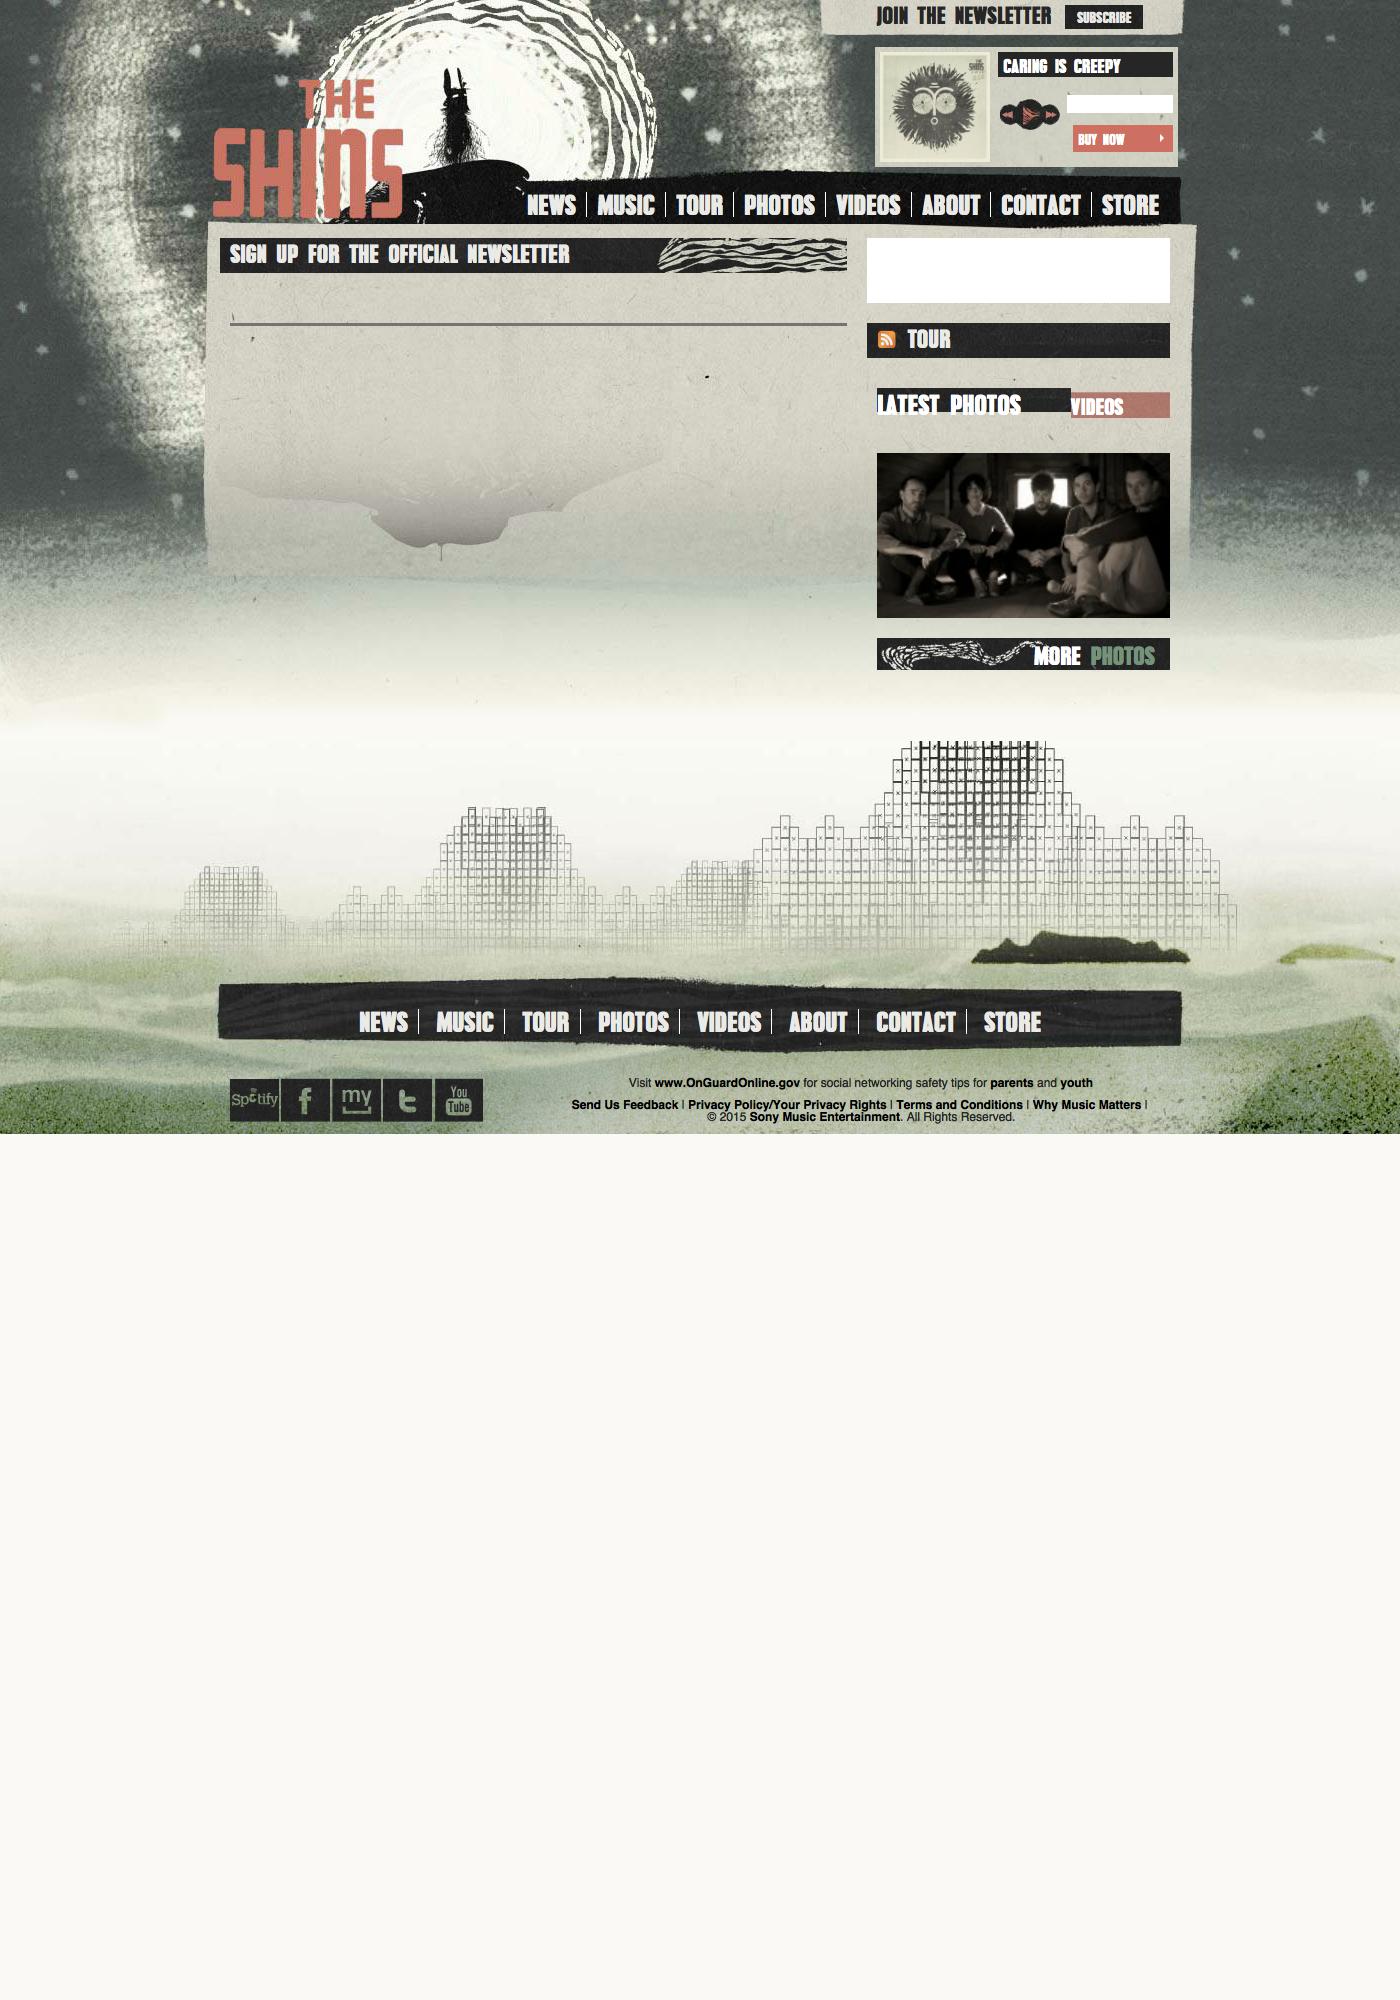 JOIN THE NEWSLETTER SUBSCRIBE
THE SHINS
CARING IS CREEPY
BUY NOW
THE
SHINS
NEWS MUSIC TOUR PHOTOS VIDEOS ABOUT CONTACT STORE
SIGN UP FOR THE OFFICIAL NEWSLETTER
TOUR
LATEST PHOTOS VIDEOS
MORE PHOTOS
NEWS MUSIC TOUR PHOTOS VIDEOS ABOUT CONTACT STORE
Spotify f my t You Tube
Visit www.OnGuardOnline.gov for social networking safety tips for parents and youth
Send Us Feedback | Privacy Policy/Your Privacy Rights | Terms and Conditions | Why Music Matters |
© 2015 Sony Music Entertainment. All Rights Reserved.